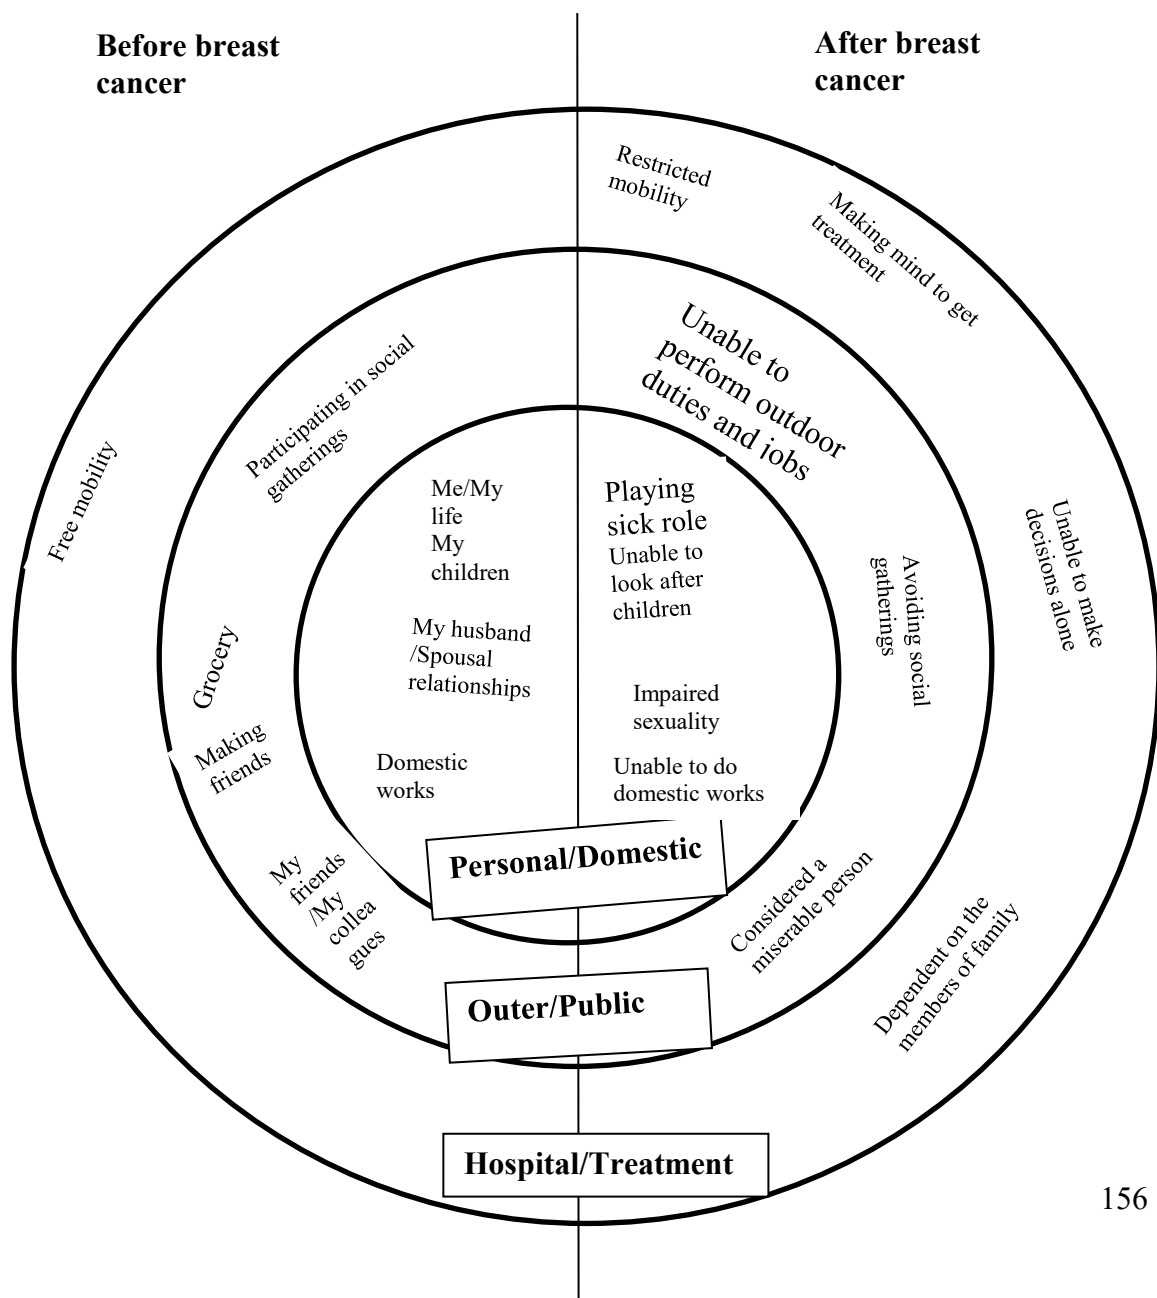 Before breast
cancer
After breast
cancer
Restricted
mobility
Making mind to get
treatment
Unable to
perform outdoor
duties and jobs
Participating in social
gatherings
Free mobility
Me/My
life
My
children
My husband
/Spousal
relationships
Domestic
works
Playing
sick role
Unable to
look after
children
Impaired
sexuality
Unable to do
domestic works
Avoiding social
gatherings
Unable to make
decisions alone
Grocery
Making
friends
My
friends
/My
collea
gues
Considered a
miserable person
Dependent on the
members of family
Personal/Domestic
Outer/Public
Hospital/Treatment
156